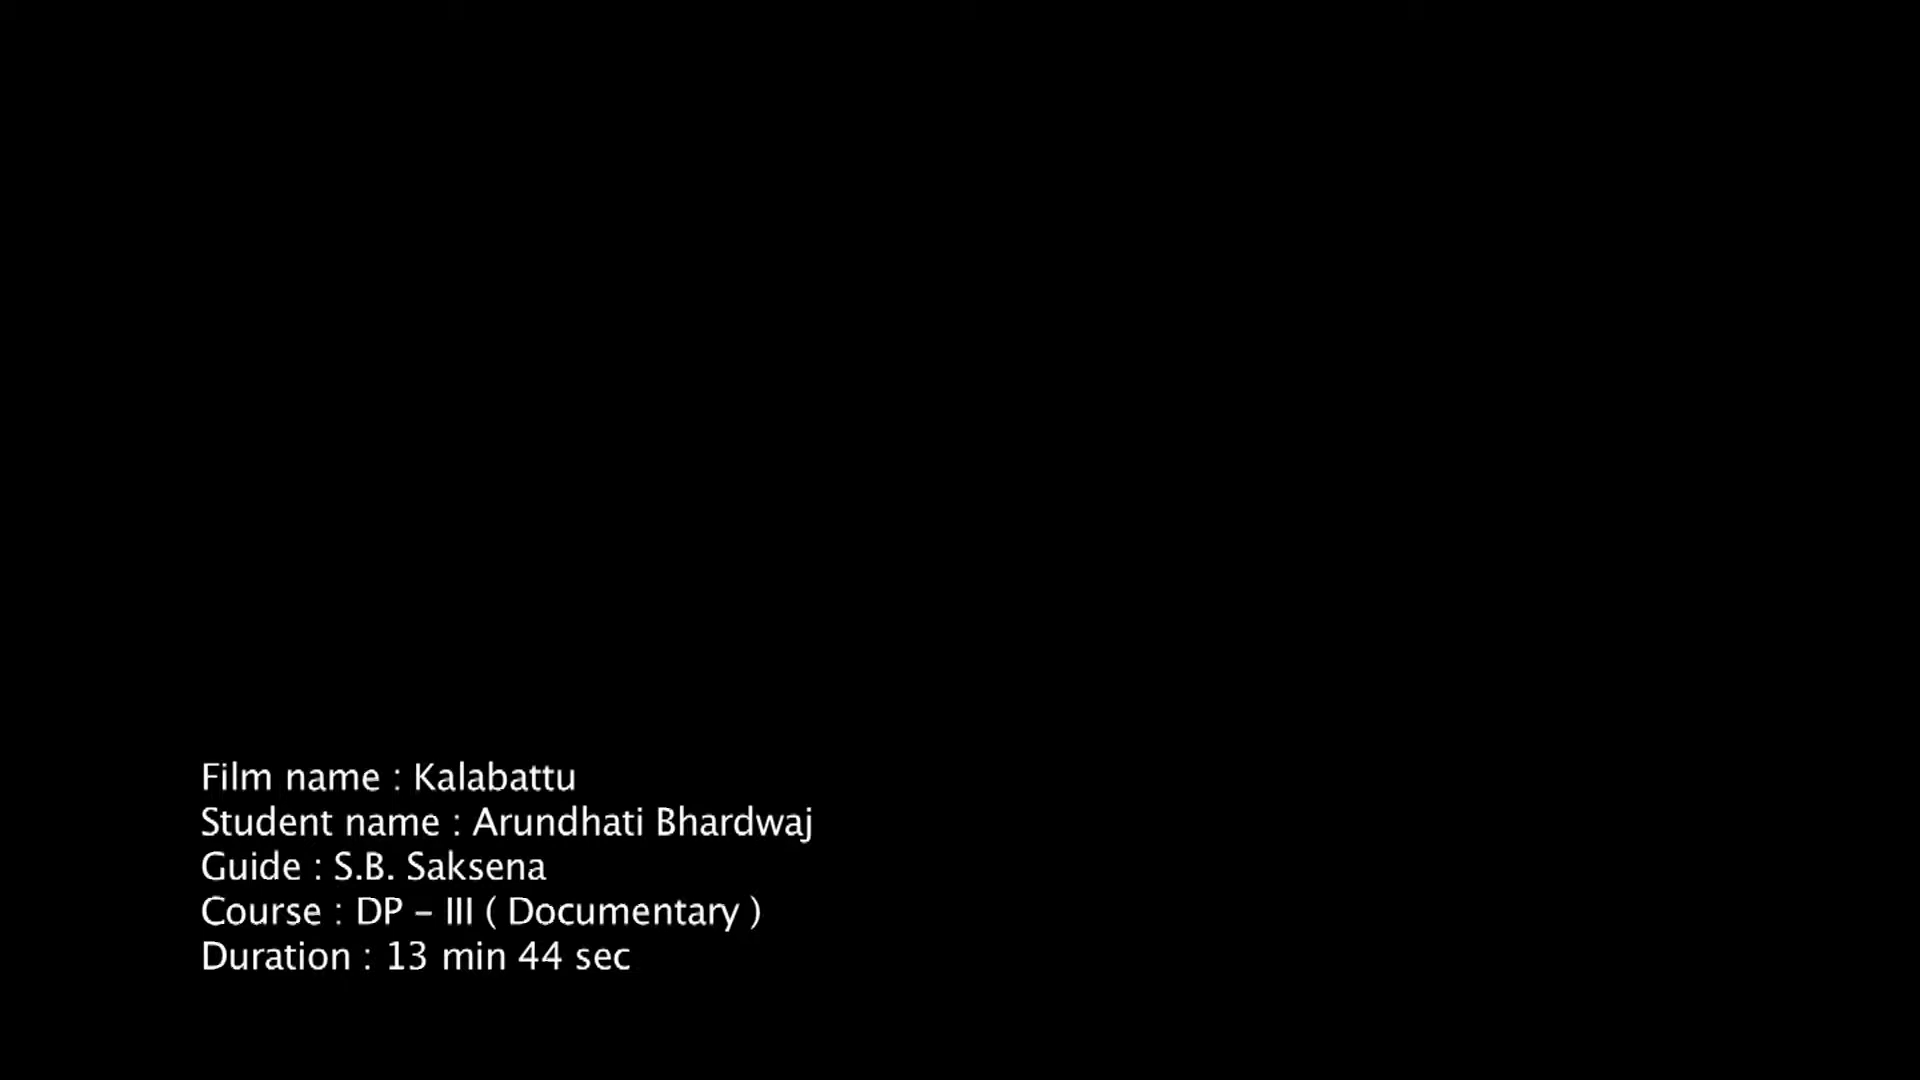 Film name : Kalabattu
Student name : Arundhati Bhardwaj
Guide : S.B. Saksena
Course : DP - III ( Documentary )
Duration : 13 min 44 sec